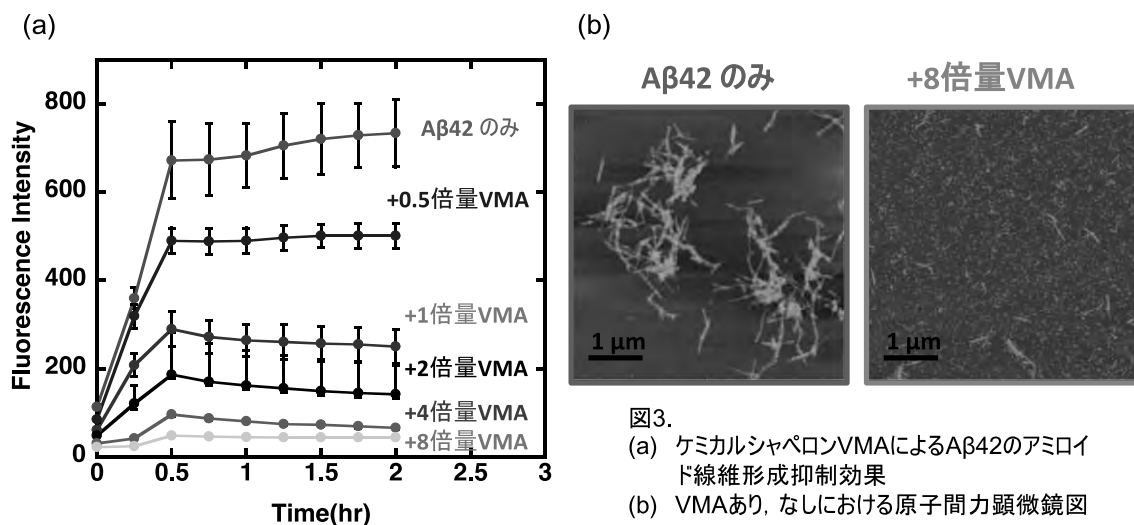 (a)
Fluorescence Intensity
800
600
400
200
0
0 0.5 1 1.5 2 2.5 3
Time(hr)
Aβ42 のみ
+0.5倍量VMA
+1倍量VMA
+2倍量VMA
+4倍量VMA
+8倍量VMA
(b)
Aβ42 のみ
1 μm
+8倍量VMA
1 μm
図3.
(a) ケミカルシャペロンVMAによるAβ42のアミロイ
ド線維形成抑制効果
(b) VMAあり，なしにおける原子間力顕微鏡図